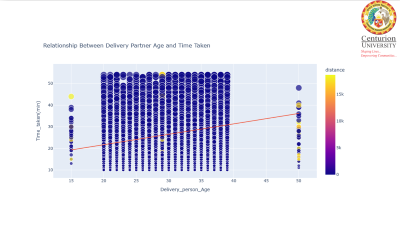 Relationship Between Delivery Partner Age and Time Taken
Centurion
UNIVERSITY
Shaping Lives...
Empowering Communities...
distance
Time_taken(min)
50
40
30
20
10
15
20
25
30
35
40
45
50
Delivery_person_Age
15k
10k
5k
0